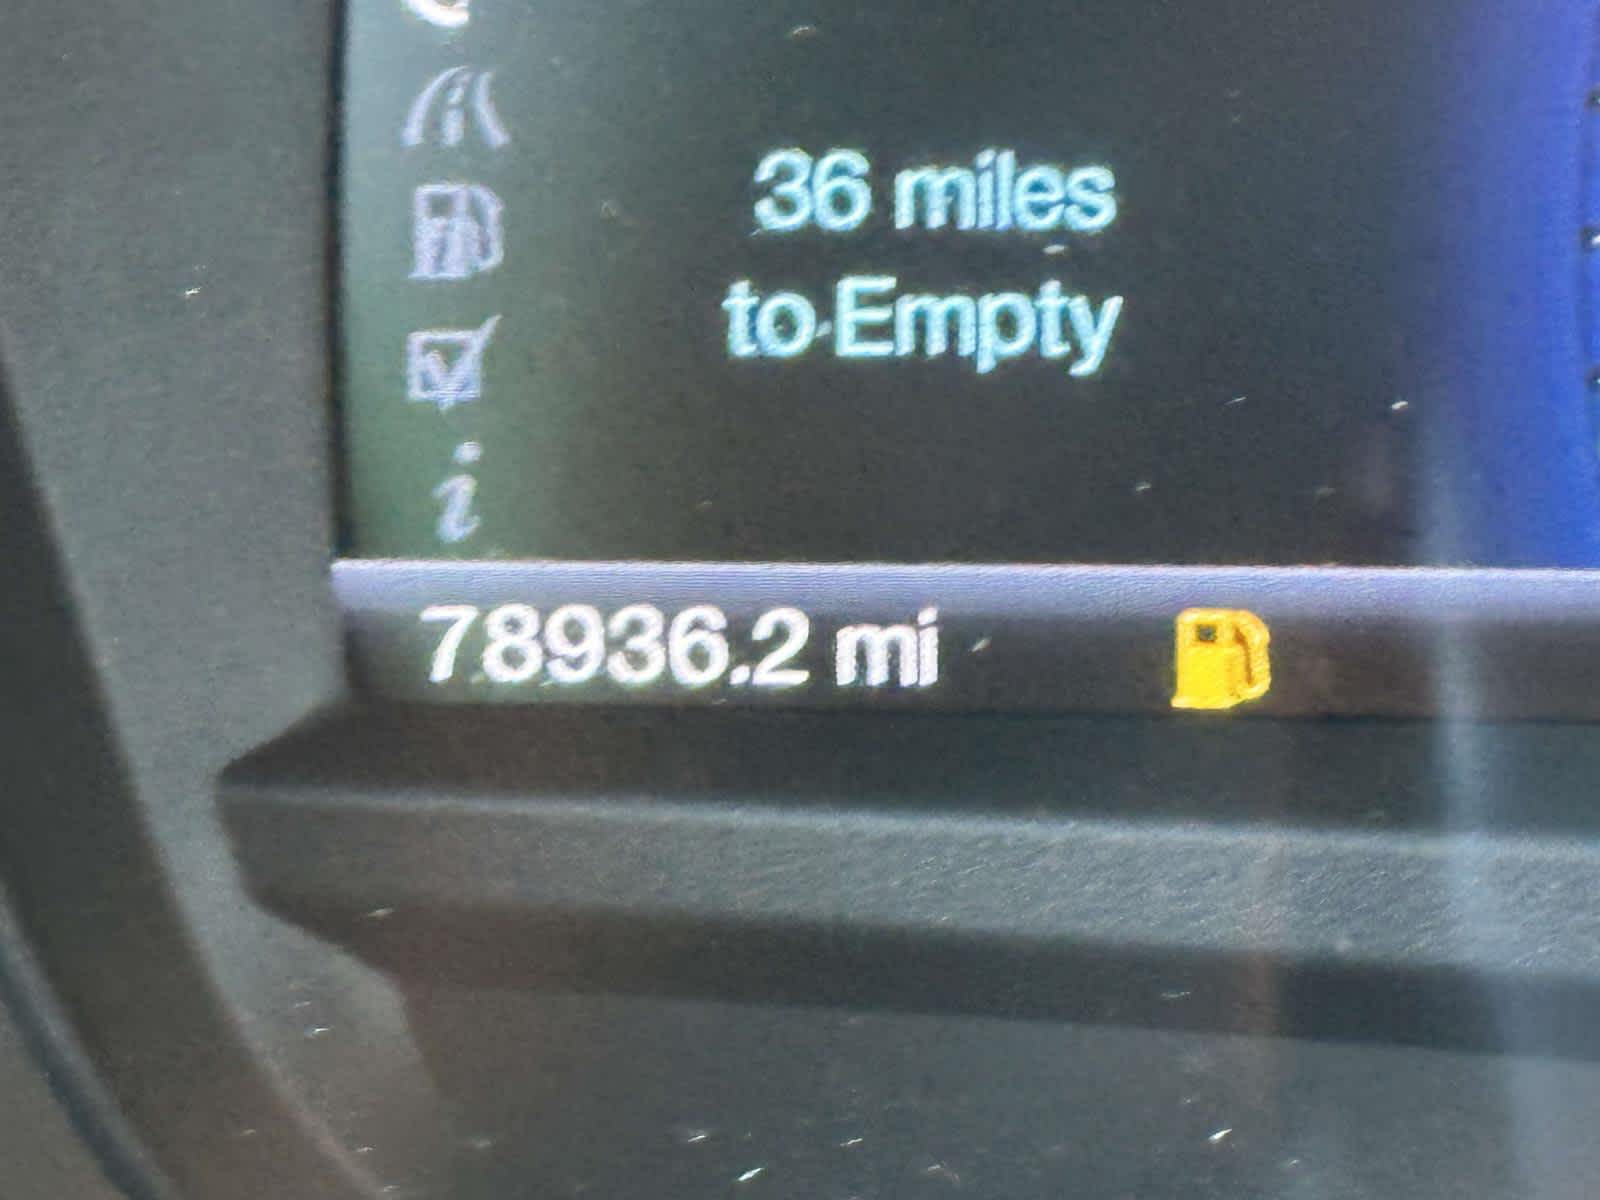 36 miles
to Empty
i
78936.2 mi